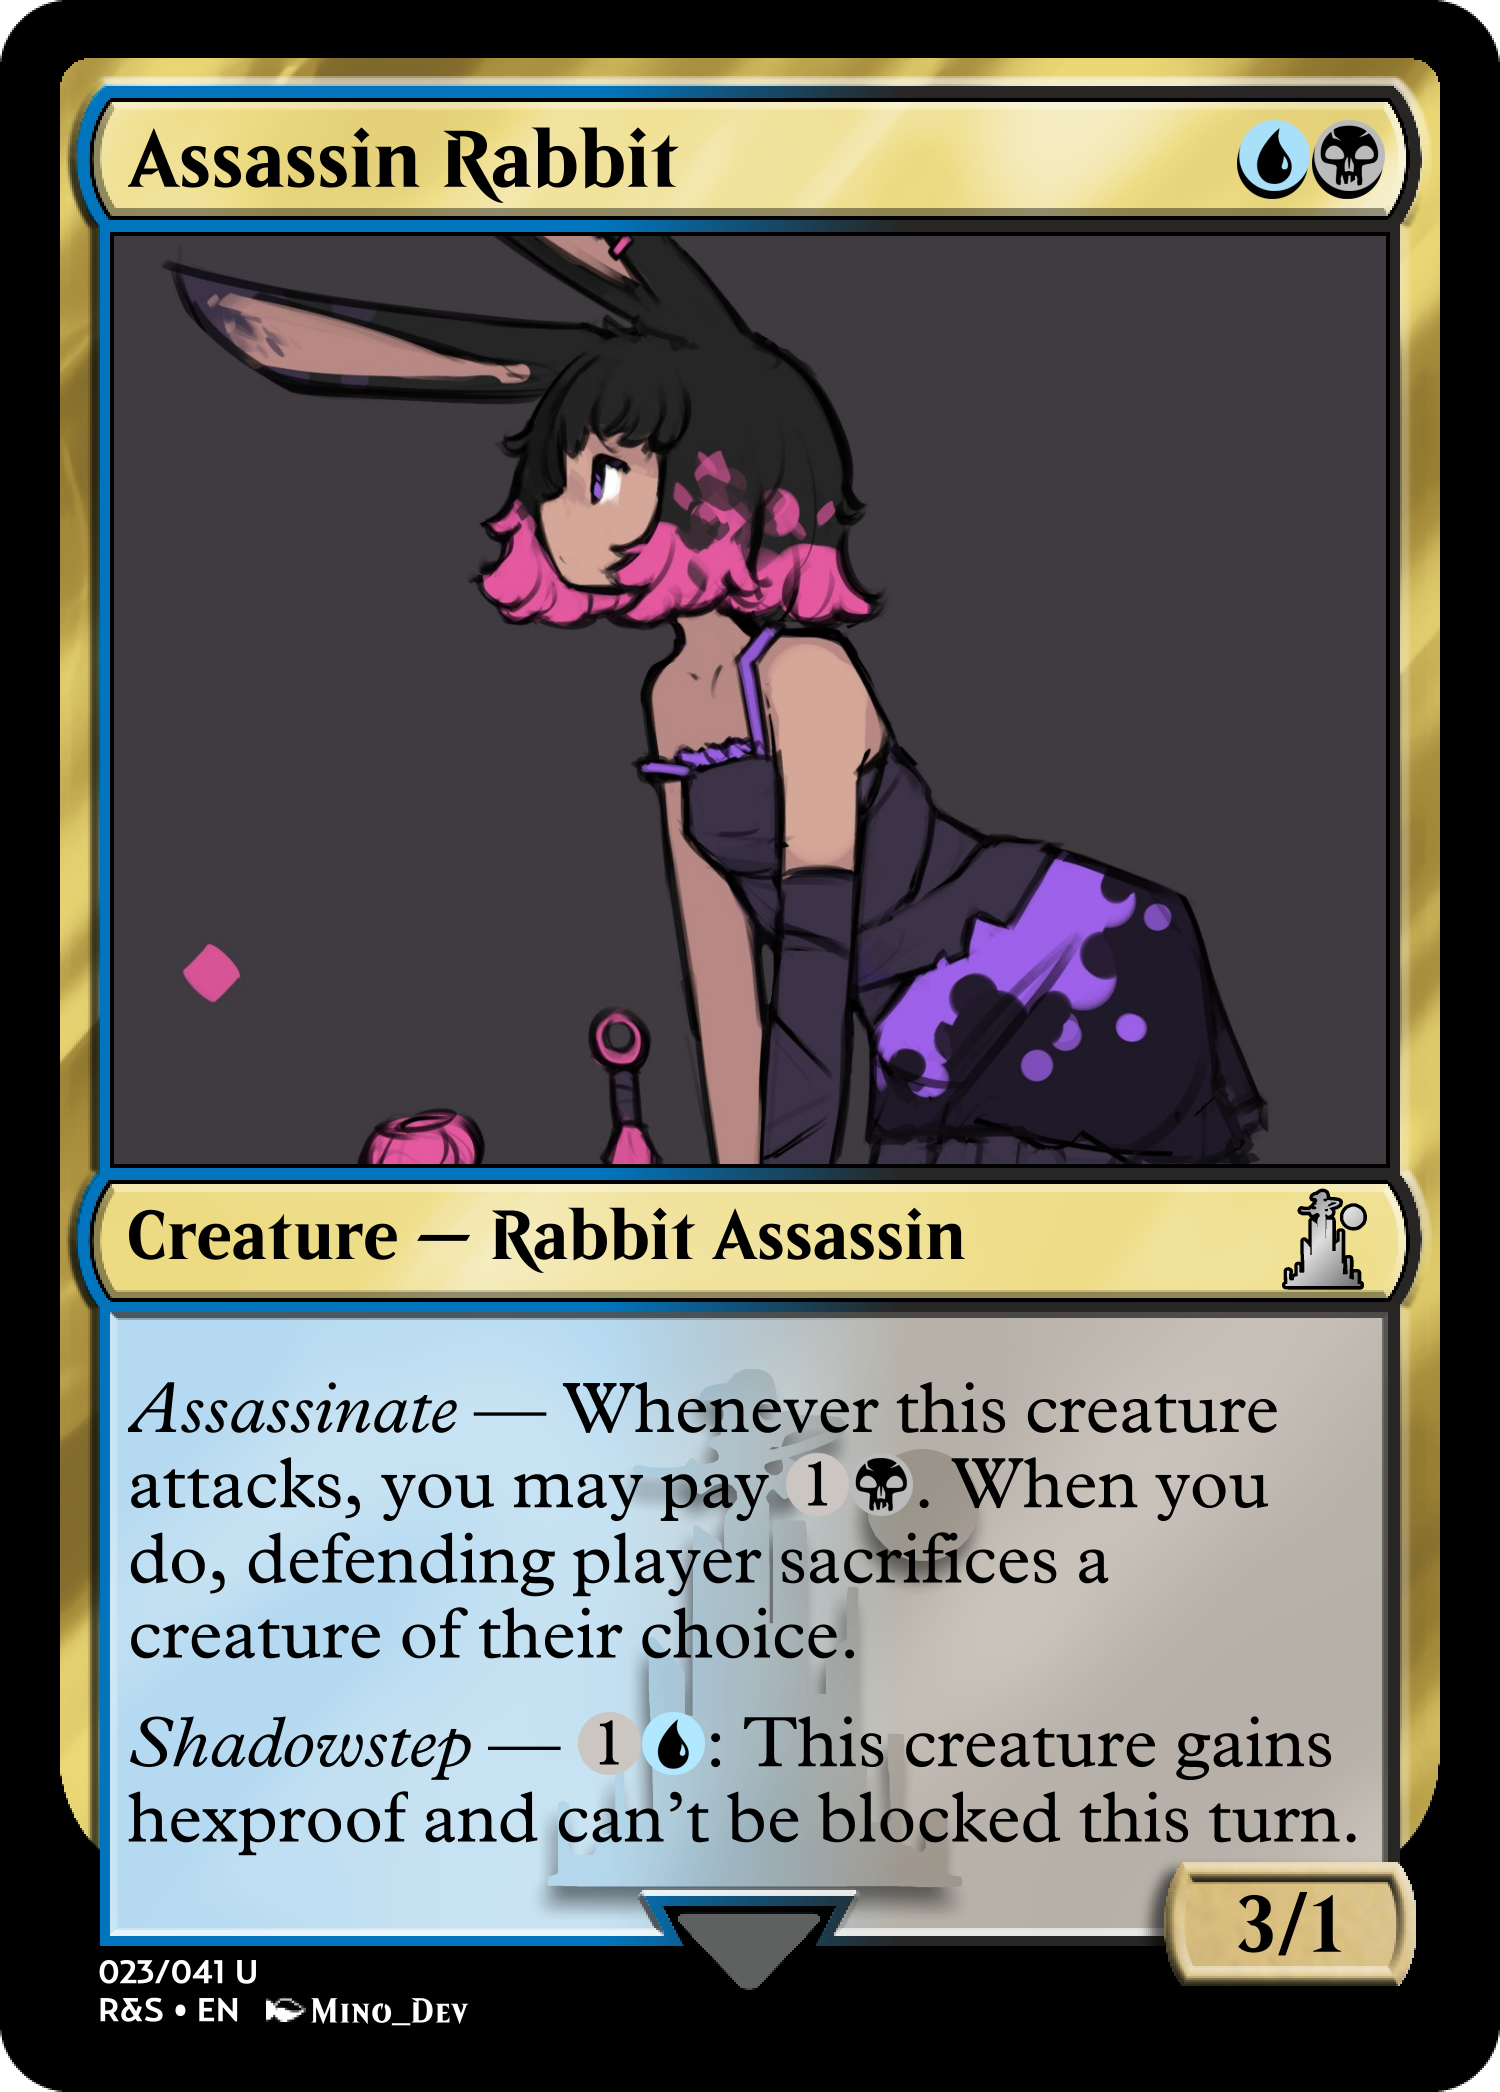 Assassin Rabbit
Creature — Rabbit Assassin
Assassinate — Whenever this creature
attacks, you may pay 1. When you
do, defending player sacrifices a
creature of their choice.
Shadowstep — 1: This creature gains
hexproof and can’t be blocked this turn.
3/1
023/041 U
R&S • EN Mino_Dev